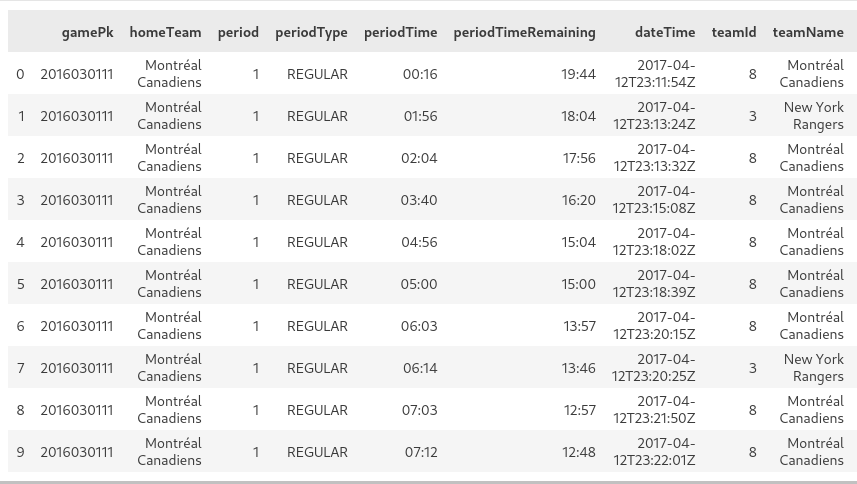 gamePk homeTeam period periodType periodTime periodTimeRemaining dateTime teamId teamName
0 2016030111 Montréal Canadiens 1 REGULAR 00:16 19:44 2017-04-12T23:11:54Z 8 Montréal Canadiens
1 2016030111 Montréal Canadiens 1 REGULAR 01:56 18:04 2017-04-12T23:13:24Z 3 New York Rangers
2 2016030111 Montréal Canadiens 1 REGULAR 02:04 17:56 2017-04-12T23:13:32Z 8 Montréal Canadiens
3 2016030111 Montréal Canadiens 1 REGULAR 03:40 16:20 2017-04-12T23:15:08Z 8 Montréal Canadiens
4 2016030111 Montréal Canadiens 1 REGULAR 04:56 15:04 2017-04-12T23:18:02Z 8 Montréal Canadiens
5 2016030111 Montréal Canadiens 1 REGULAR 05:00 15:00 2017-04-12T23:18:39Z 8 Montréal Canadiens
6 2016030111 Montréal Canadiens 1 REGULAR 06:03 13:57 2017-04-12T23:20:15Z 8 Montréal Canadiens
7 2016030111 Montréal Canadiens 1 REGULAR 06:14 13:46 2017-04-12T23:20:25Z 3 New York Rangers
8 2016030111 Montréal Canadiens 1 REGULAR 07:03 12:57 2017-04-12T23:21:50Z 8 Montréal Canadiens
9 2016030111 Montréal Canadiens 1 REGULAR 07:12 12:48 2017-04-12T23:22:01Z 8 Montréal Canadiens